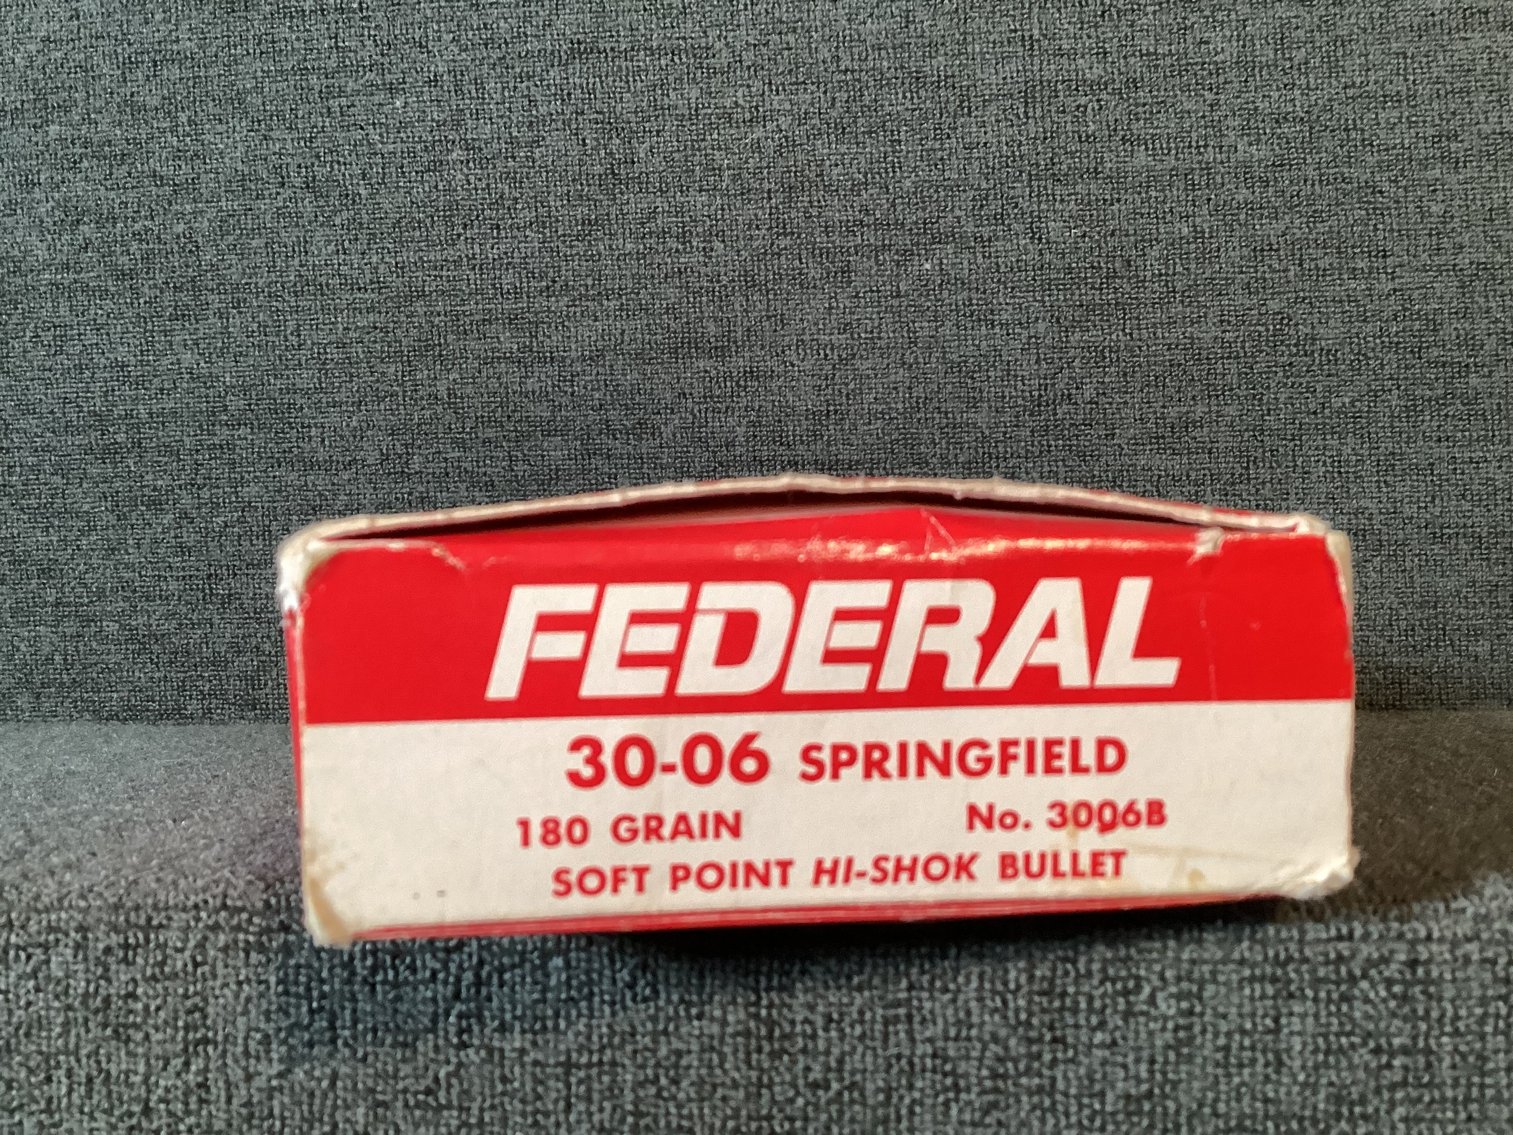 FEDERAL
30-06 SPRINGFIELD
180 GRAIN No. 3006B
SOFT POINT HI-SHOK BULLET